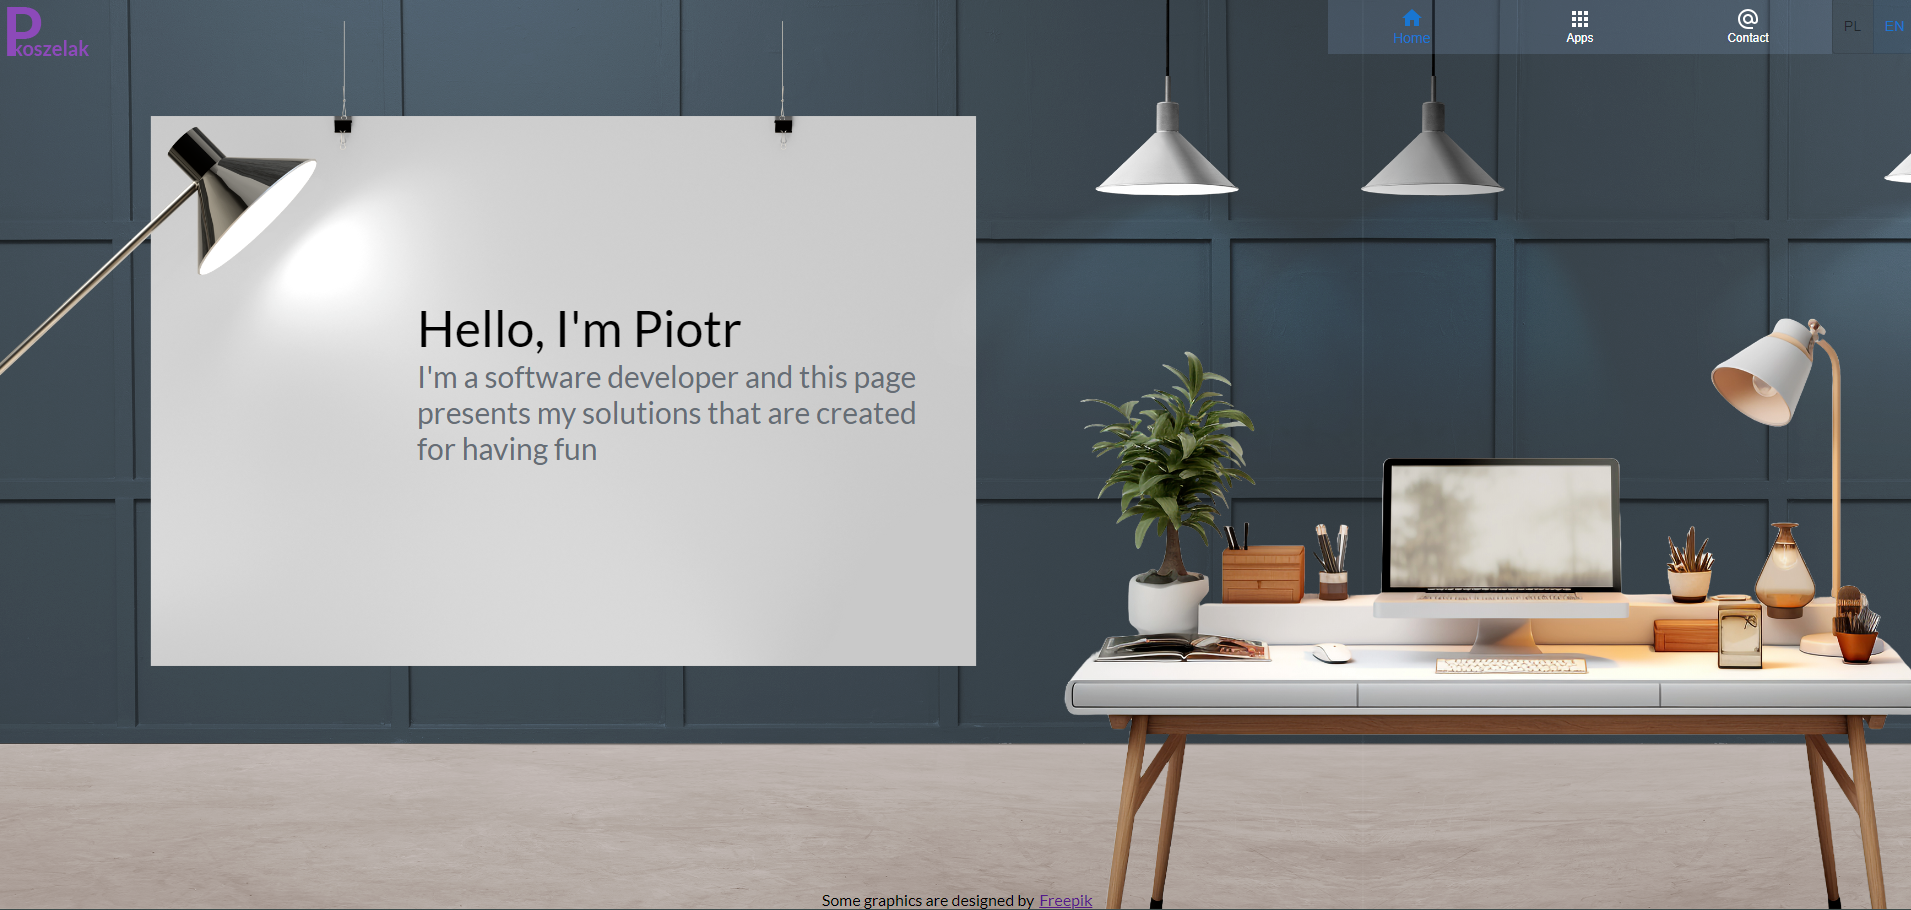 Pkoszelak
Home
Apps
Contact
PL
EN
Hello, I'm Piotr
I'm a software developer and this page
presents my solutions that are created
for having fun
Some graphics are designed by Freepik